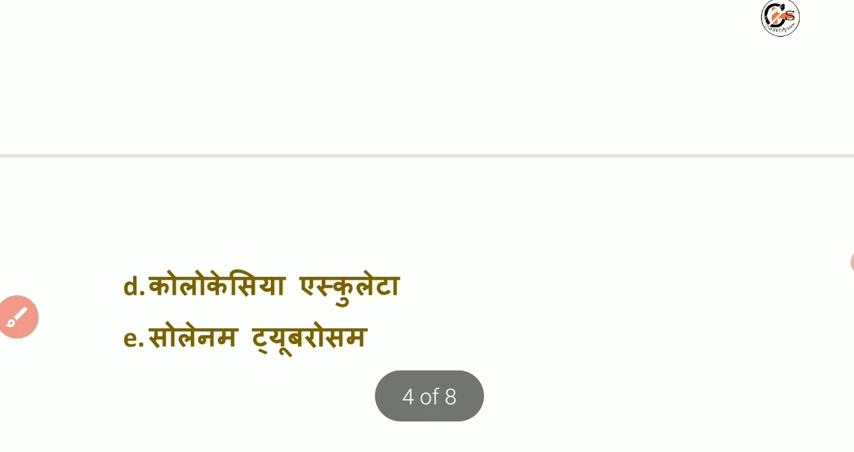 d. कोलोकेसिया एस्कुलेटा
e. सोलेनम ट्यूबरोसम
4 of 8